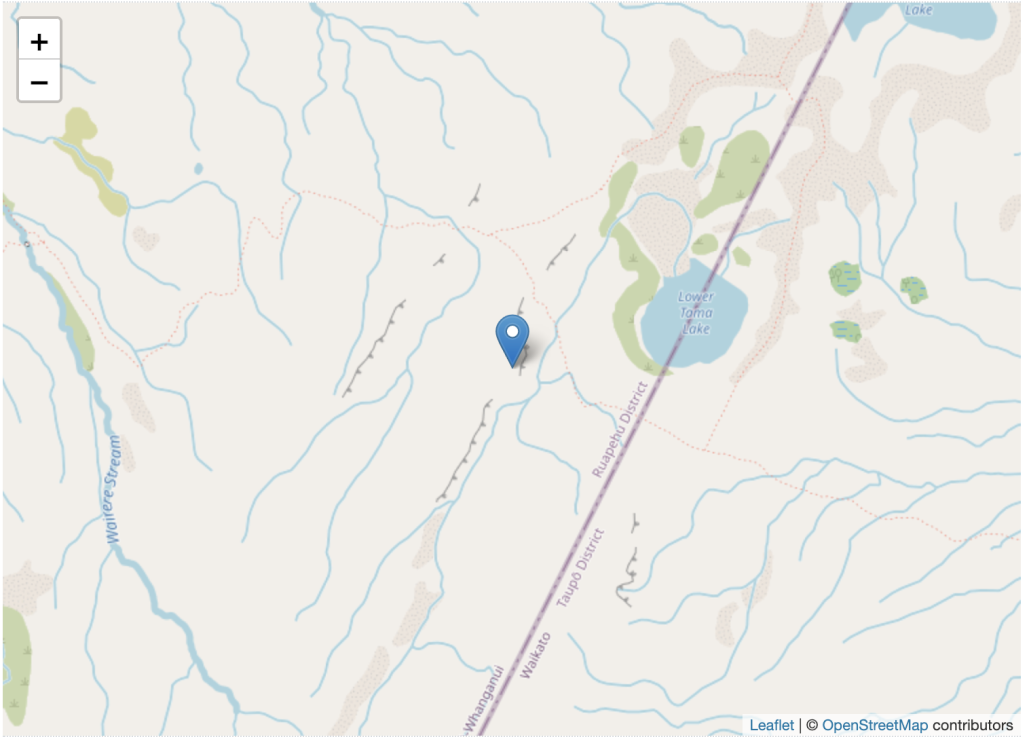 +
−
Lake
Lower
Tama
Lake
Ruapehu District
Taupō District
Wairere Stream
Whanganui
Waikato
Leaflet | © OpenStreetMap contributors